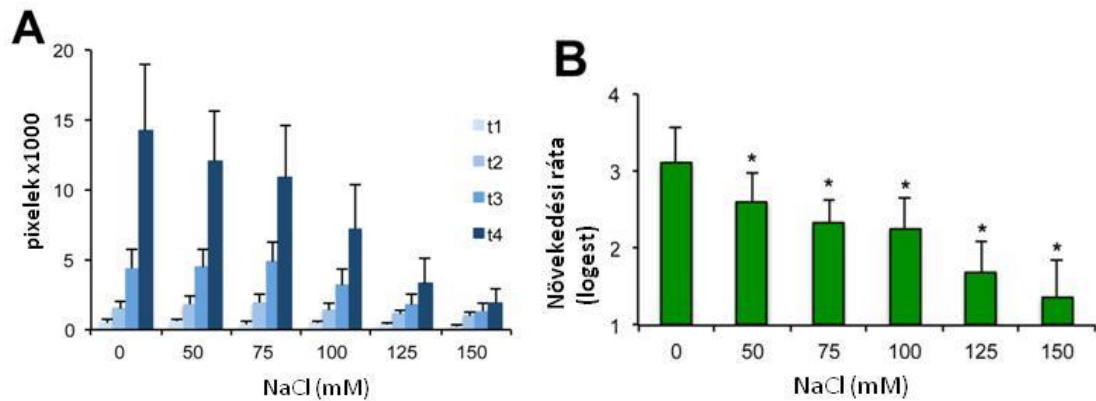 A
20
15
10
5
0
pixelek x1000
t1
t2
t3
t4
0 50 75 100 125 150
NaCl (mM)
B
4
3
2
1
Növekedési ráta
(logest)
* * * * *
0 50 75 100 125 150
NaCl (mM)